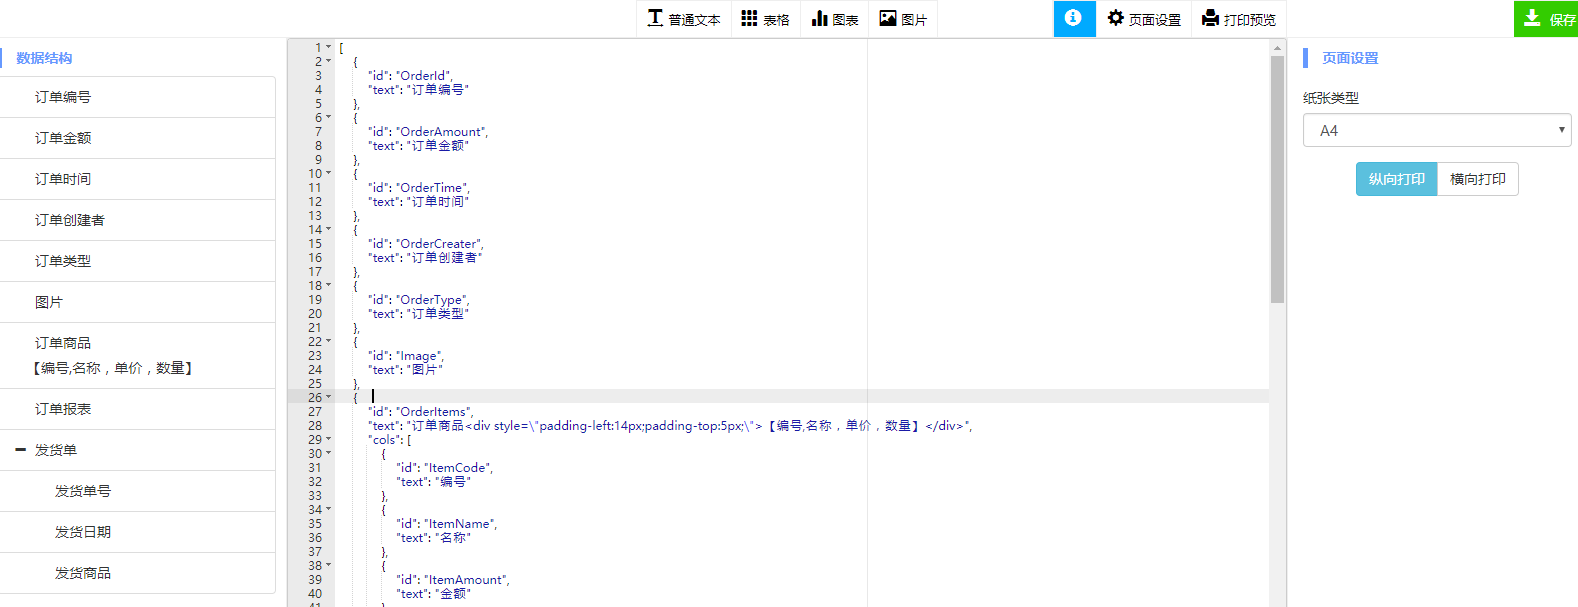 普通文本 表格 图表 图片 页面设置 打印预览 保存
数据结构
订单编号
订单金额
订单时间
订单创建者
订单类型
图片
订单商品
【编号,名称，单价，数量】
订单报表
发货单
发货单号
发货日期
发货商品
1 [
2 {
3 "id": "OrderId",
4 "text": "订单编号"
5 },
6 {
7 "id": "OrderAmount",
8 "text": "订单金额"
9 },
10 {
11 "id": "OrderTime",
12 "text": "订单时间"
13 },
14 {
15 "id": "OrderCreater",
16 "text": "订单创建者"
17 },
18 {
19 "id": "OrderType",
20 "text": "订单类型"
21 },
22 {
23 "id": "Image",
24 "text": "图片"
25 },
26 {
27 "id": "OrderItems",
28 "text": "订单商品<div style=\"padding-left:14px;padding-top:5px;\">【编号,名称，单价，数量】</div>",
29 "cols": [
30 {
31 "id": "ItemCode",
32 "text": "编号"
33 },
34 {
35 "id": "ItemName",
36 "text": "名称"
37 },
38 {
39 "id": "ItemAmount",
40 "text": "金额"
41 }
页面设置
纸张类型
A4
纵向打印 横向打印